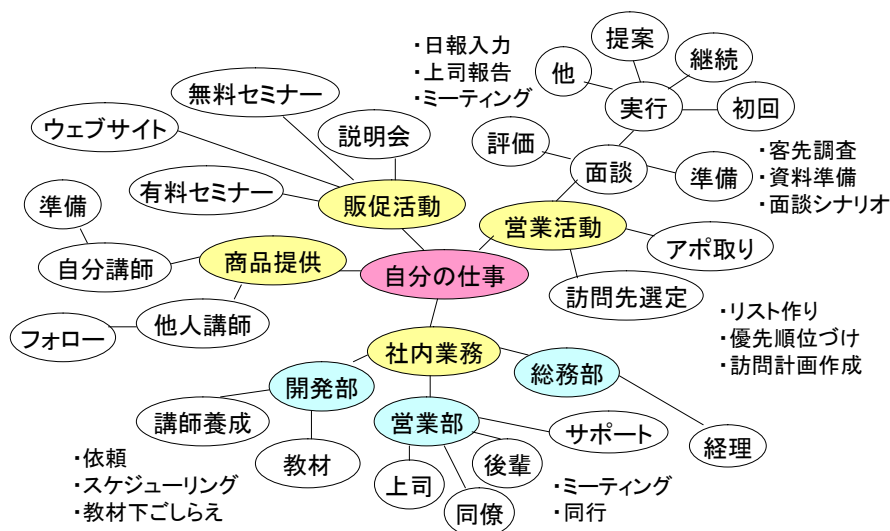 提案
・日報入力
・上司報告
・ミーティング
他
継続
無料セミナー
実行
初回
ウェブサイト
説明会
評価
面談
準備
・客先調査
・資料準備
・面談シナリオ
有料セミナー
販促活動
営業活動
準備
アポ取り
自分講師
商品提供
自分の仕事
訪問先選定
・リスト作り
・優先順位づけ
・訪問計画作成
フォロー
他人講師
社内業務
開発部
総務部
講師養成
営業部
サポート
経理
・依頼
・スケジューリング
・教材下ごしらえ
教材
上司
後輩
同僚
・ミーティング
・同行